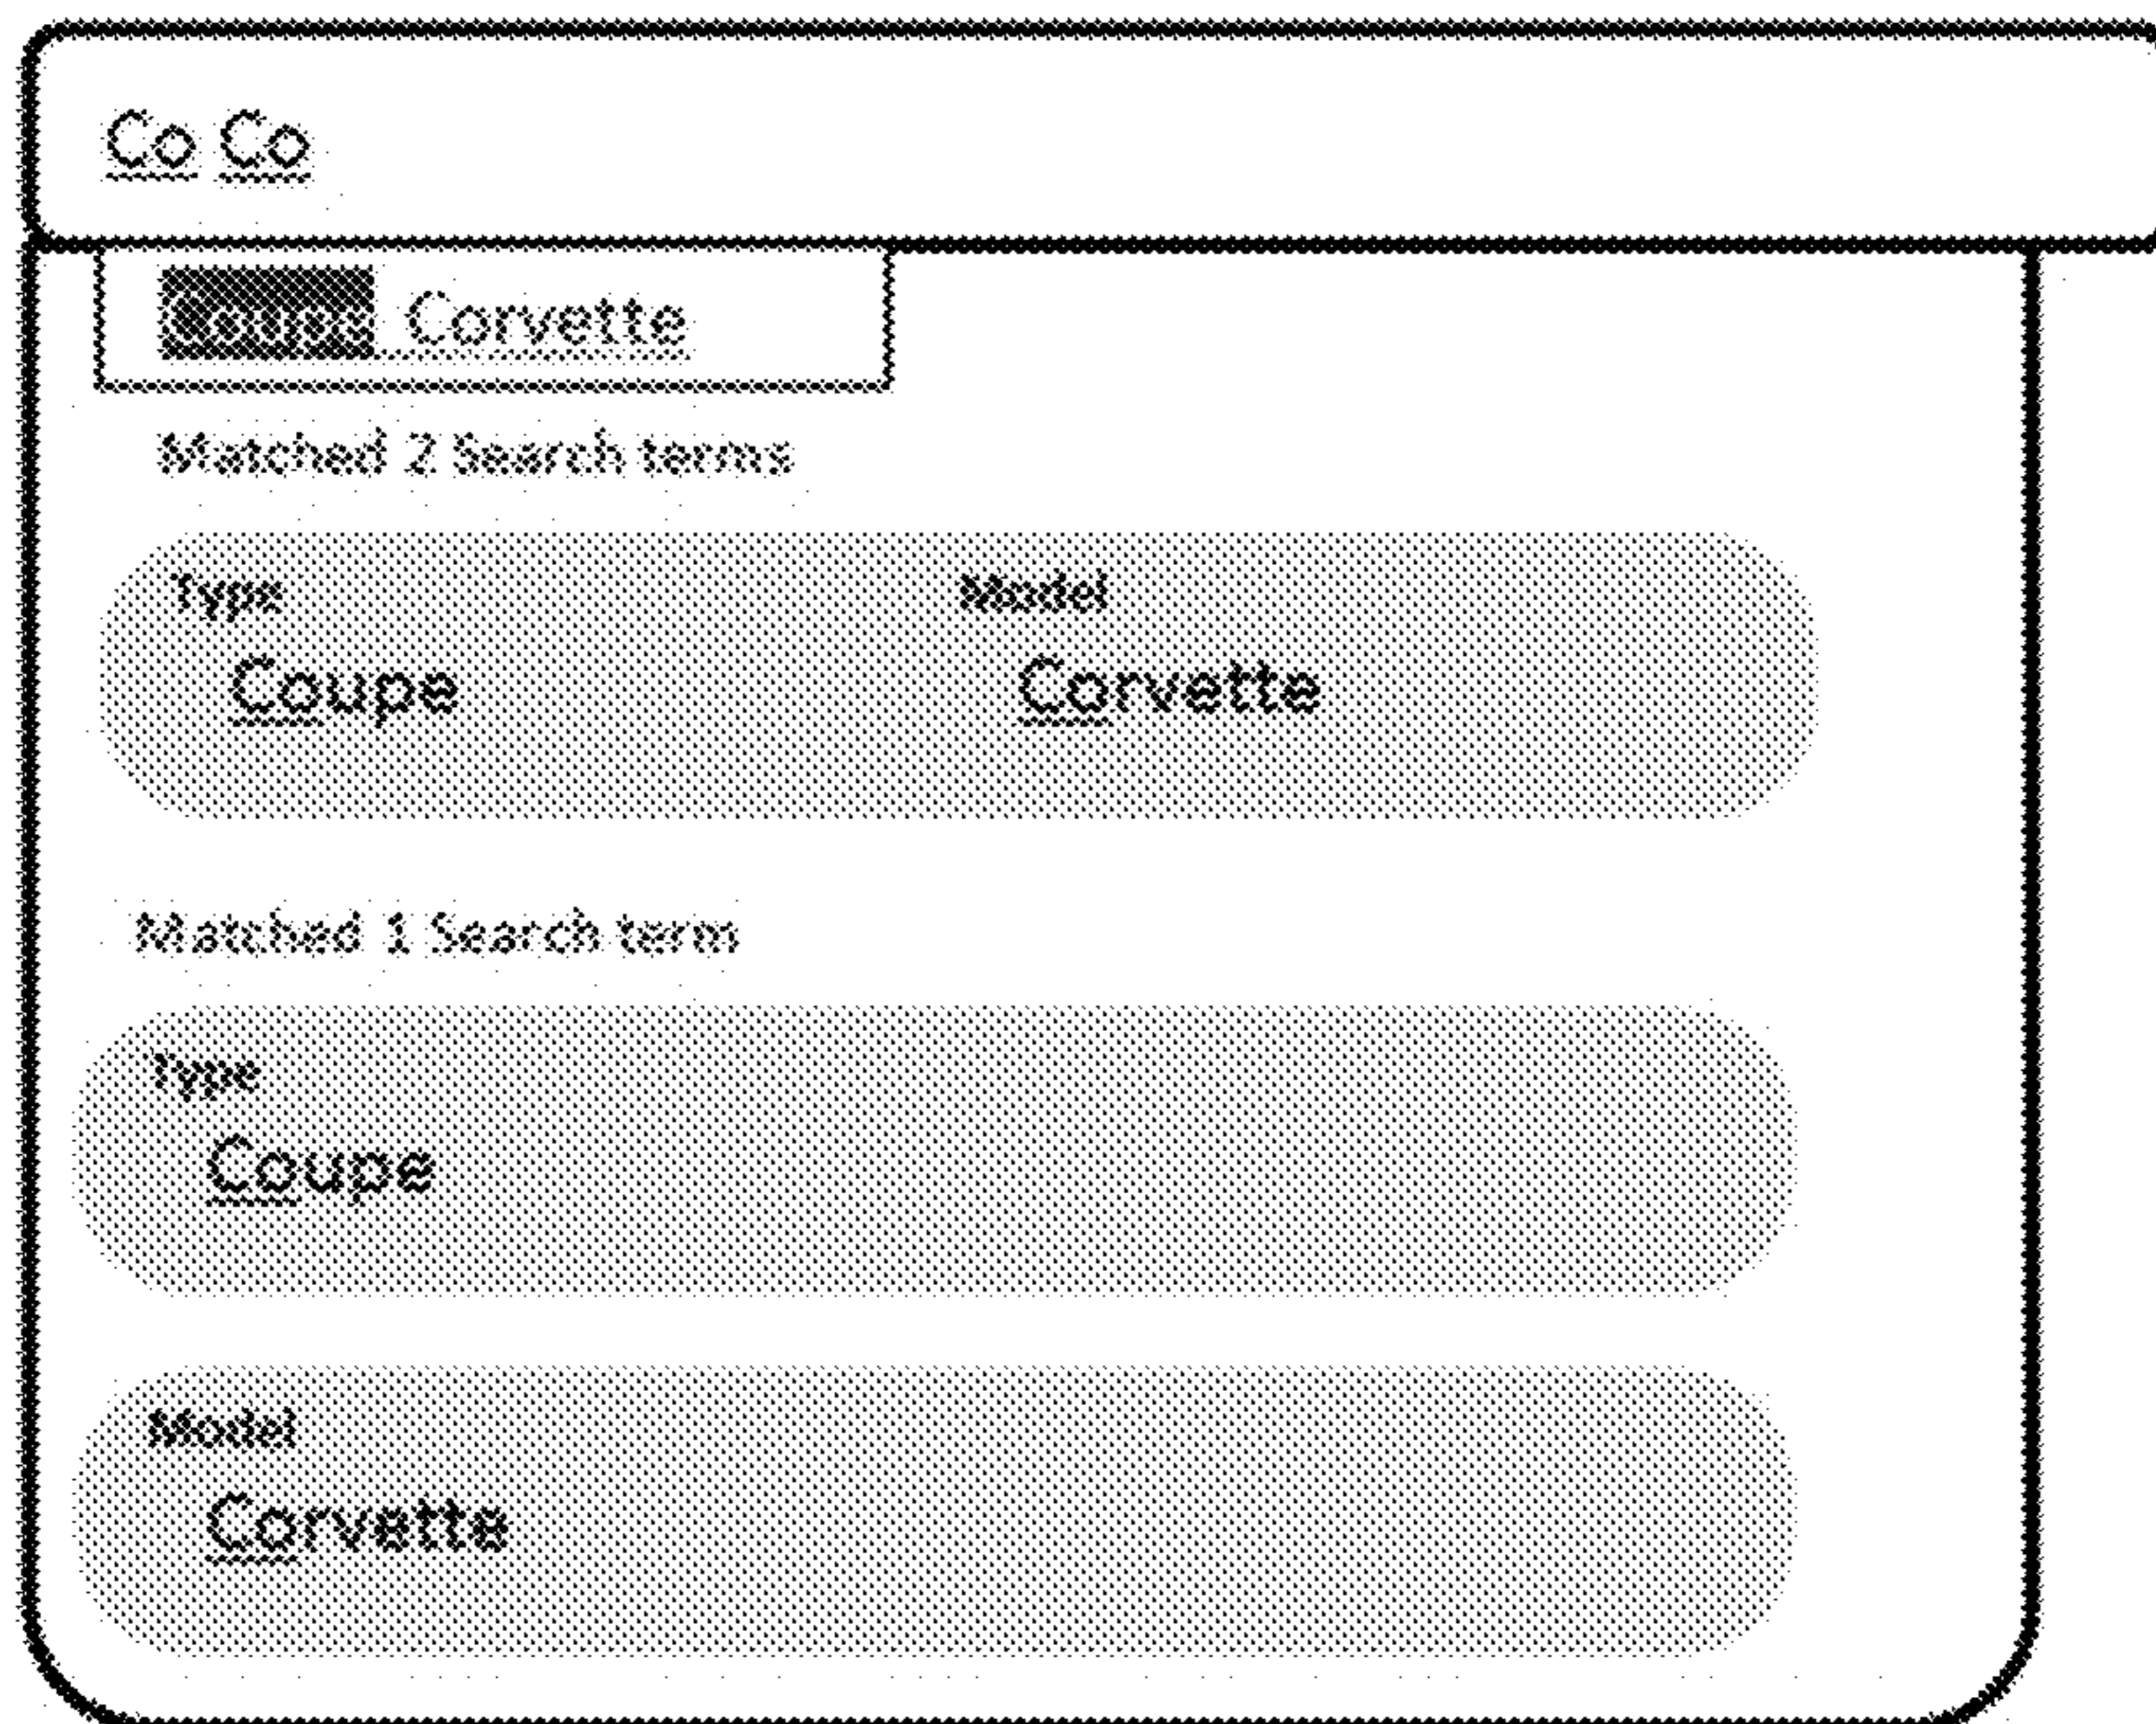 Co Co
Coupe Corvette
Matched 2 Search terms
Type Model
Coupe Corvette
Matched 1 Search term
Type
Coupe
Model
Corvette